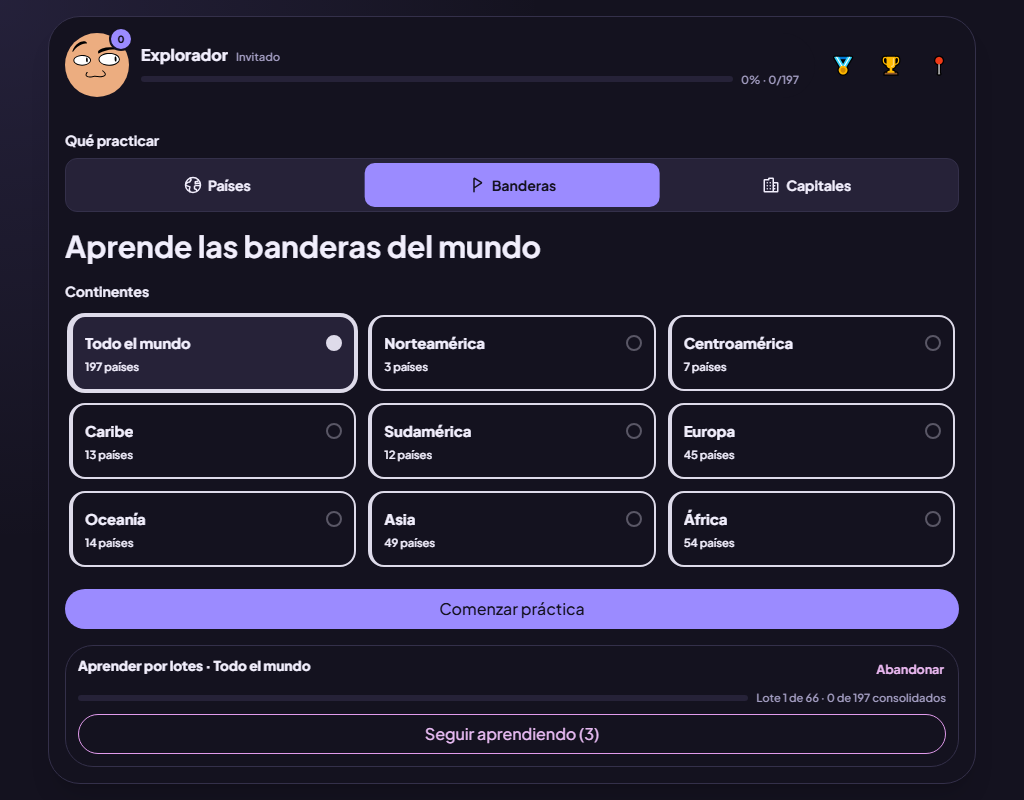 0
Explorador Invitado
0% · 0/197
Qué practicar
Países
Banderas
Capitales
Aprende las banderas del mundo
Continentes
Todo el mundo
197 países
Norteamérica
3 países
Centroamérica
7 países
Caribe
13 países
Sudamérica
12 países
Europa
45 países
Oceanía
14 países
Asia
49 países
África
54 países
Comenzar práctica
Aprender por lotes · Todo el mundo
Abandonar
Lote 1 de 66 · 0 de 197 consolidados
Seguir aprendiendo (3)